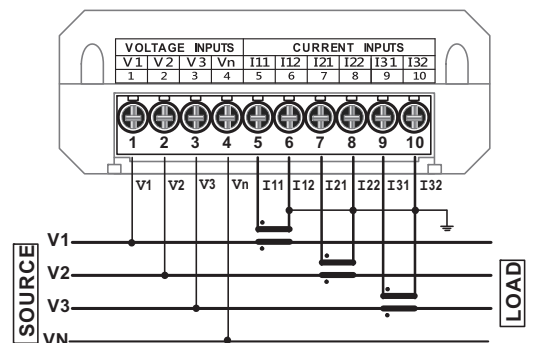 VOLTAGE INPUTS CURRENT INPUTS
V1 V2 V3 Vn I11 I12 I21 I22 I31 I32
1 2 3 4 5 6 7 8 9 10
1 2 3 4 5 6 7 8 9 10
V1 V2 V3 Vn I11 I12 I21 I22 I31 I32
V1
V2
V3
VN
SOURCE
LOAD